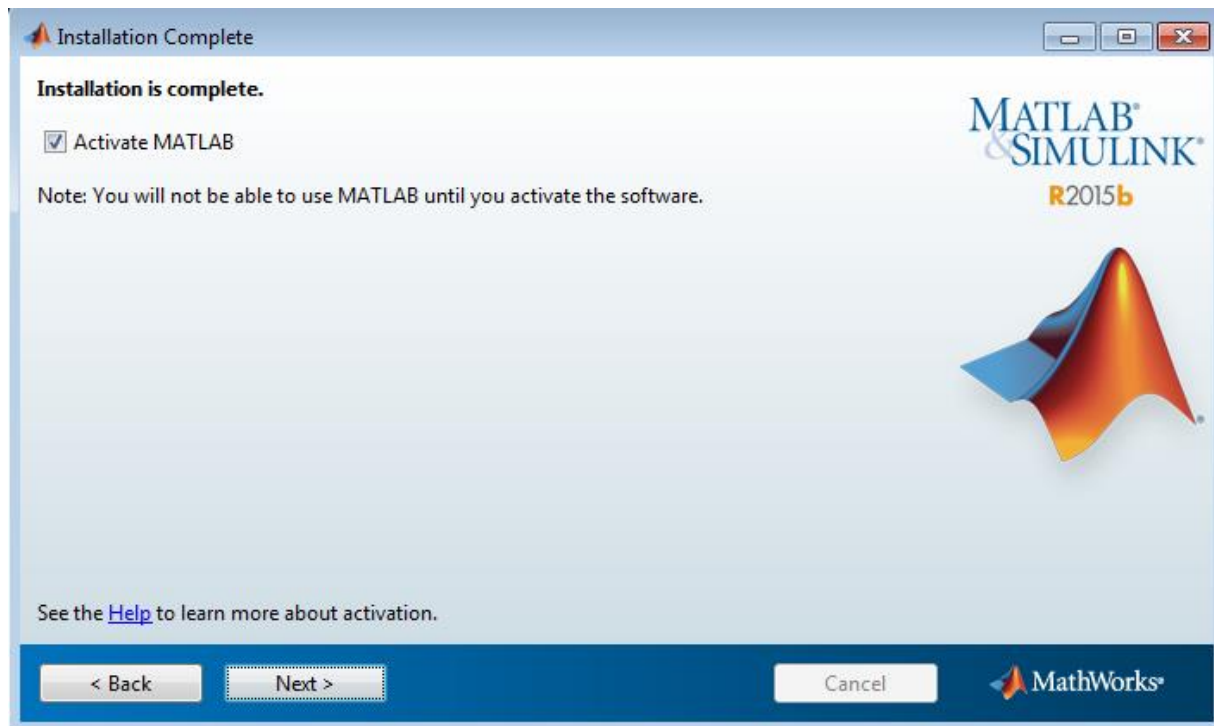 Installation Complete
Installation is complete.
Activate MATLAB
Note: You will not be able to use MATLAB until you activate the software.
MATLAB®
&SIMULINK®
R2015b
See the Help to learn more about activation.
< Back
Next >
Cancel
MathWorks®